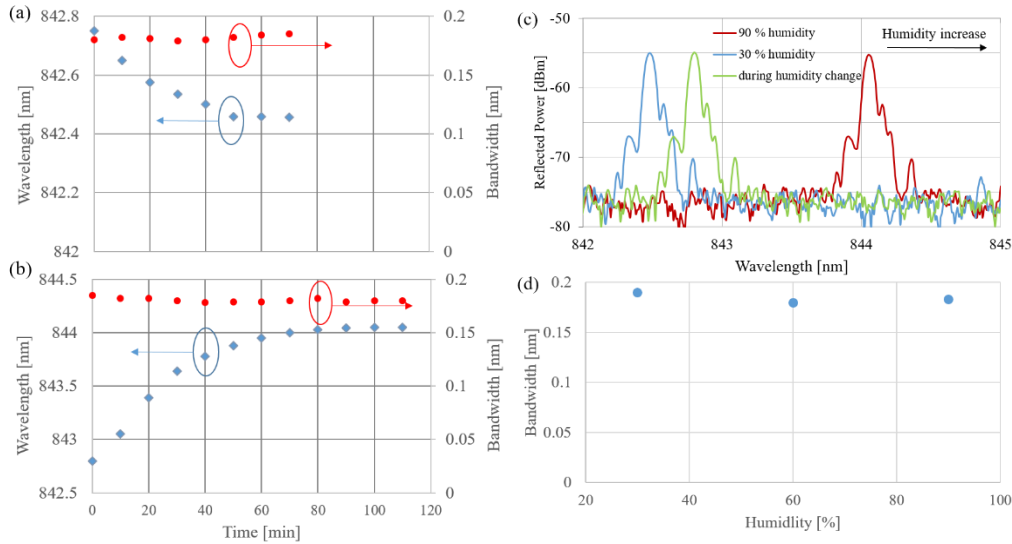 (a)
842.8
842.6
842.4
842.2
842
Wavelength [nm]
0.2
0.15
0.1
0.05
0
Bandwidth [nm]
(b)
844.5
844
843.5
843
842.5
Wavelength [nm]
0.2
0.15
0.1
0.05
0
Bandwidth [nm]
0 20 40 60 80 100 120
Time [min]
(c)
-50
-60
-70
-80
Reflected Power [dBm]
90 % humidity
30 % humidity
during humidity change
Humidity increase
842 843 844 845
Wavelength [nm]
(d)
0.2
0.15
0.1
0.05
0
Bandwidth [nm]
20 40 60 80 100
Humidlity [%]